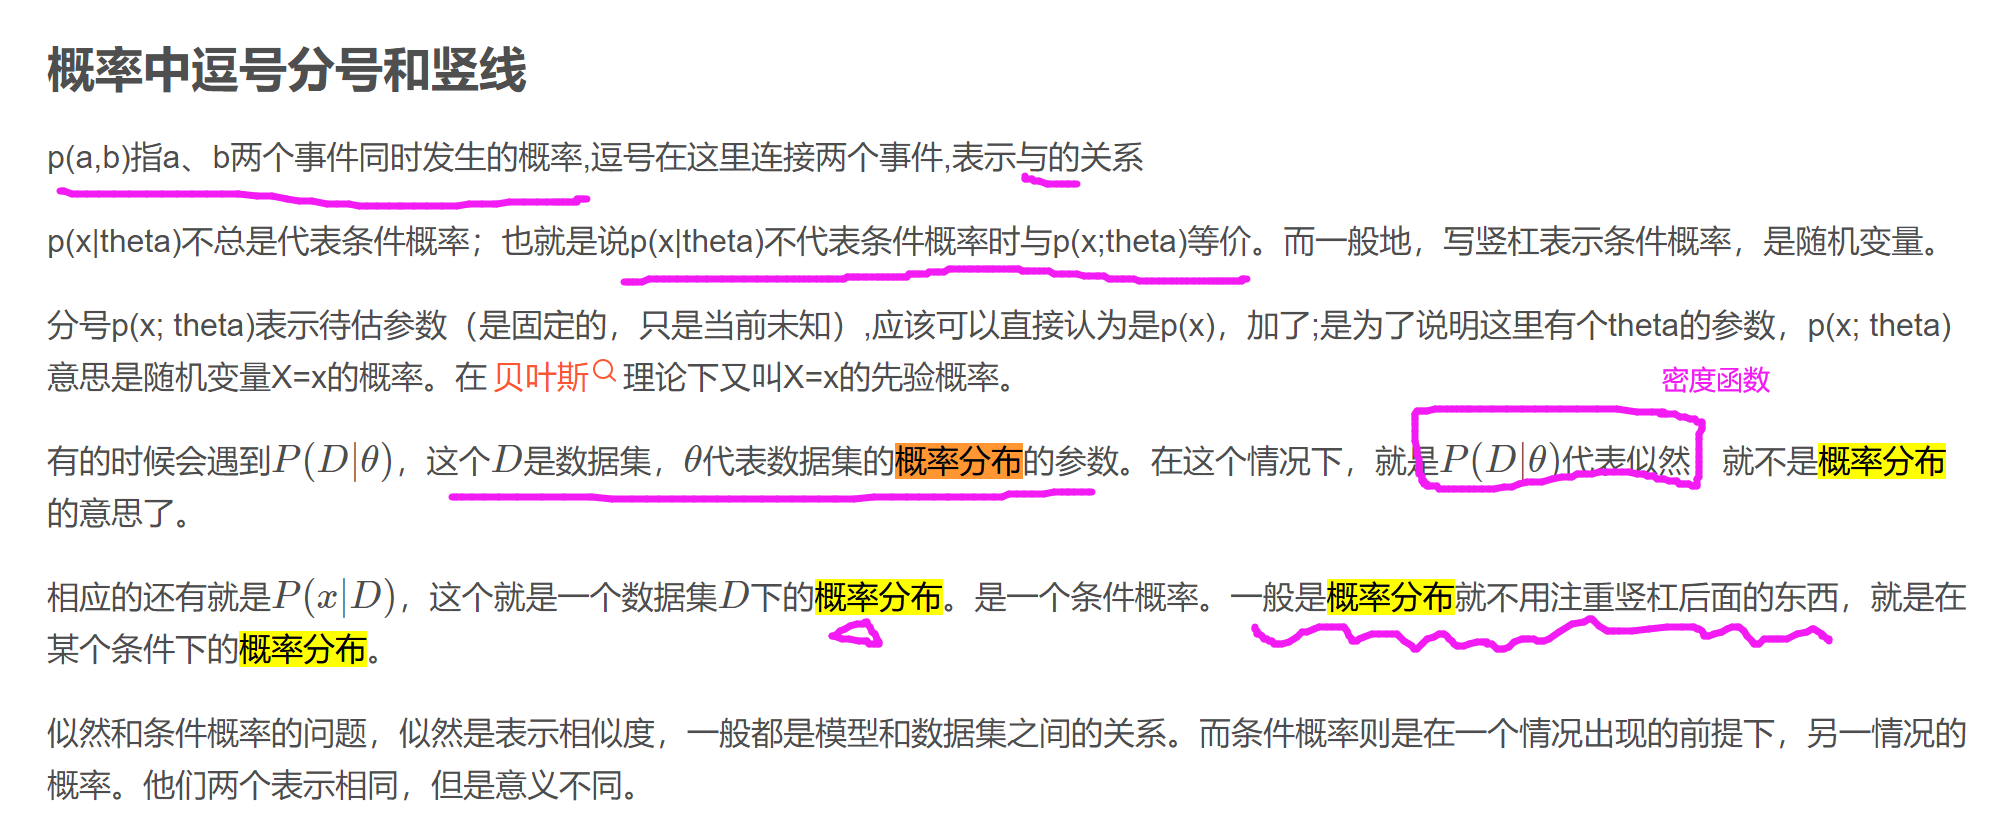 概率中逗号分号和竖线
p(a,b)指a、b两个事件同时发生的概率,逗号在这里连接两个事件,表示与的关系
p(x|theta)不总是代表条件概率；也就是说p(x|theta)不代表条件概率时与p(x;theta)等价。而一般地，写竖杠表示条件概率，是随机变量。
分号p(x; theta)表示待估参数（是固定的，只是当前未知）,应该可以直接认为是p(x)，加了;是为了说明这里有个theta的参数，p(x; theta)
意思是随机变量X=x的概率。在 贝叶斯 理论下又叫X=x的先验概率。
密度函数
有的时候会遇到P(D|θ)，这个D是数据集，θ代表数据集的概率分布的参数。在这个情况下，就是P(D|θ)代表似然 就不是概率分布
的意思了。
相应的还有就是P(x|D)，这个就是一个数据集D下的概率分布。是一个条件概率。一般是概率分布就不用注重竖杠后面的东西，就是在
某个条件下的概率分布。
似然和条件概率的问题，似然是表示相似度，一般都是模型和数据集之间的关系。而条件概率则是在一个情况出现的前提下，另一情况的
概率。他们两个表示相同，但是意义不同。